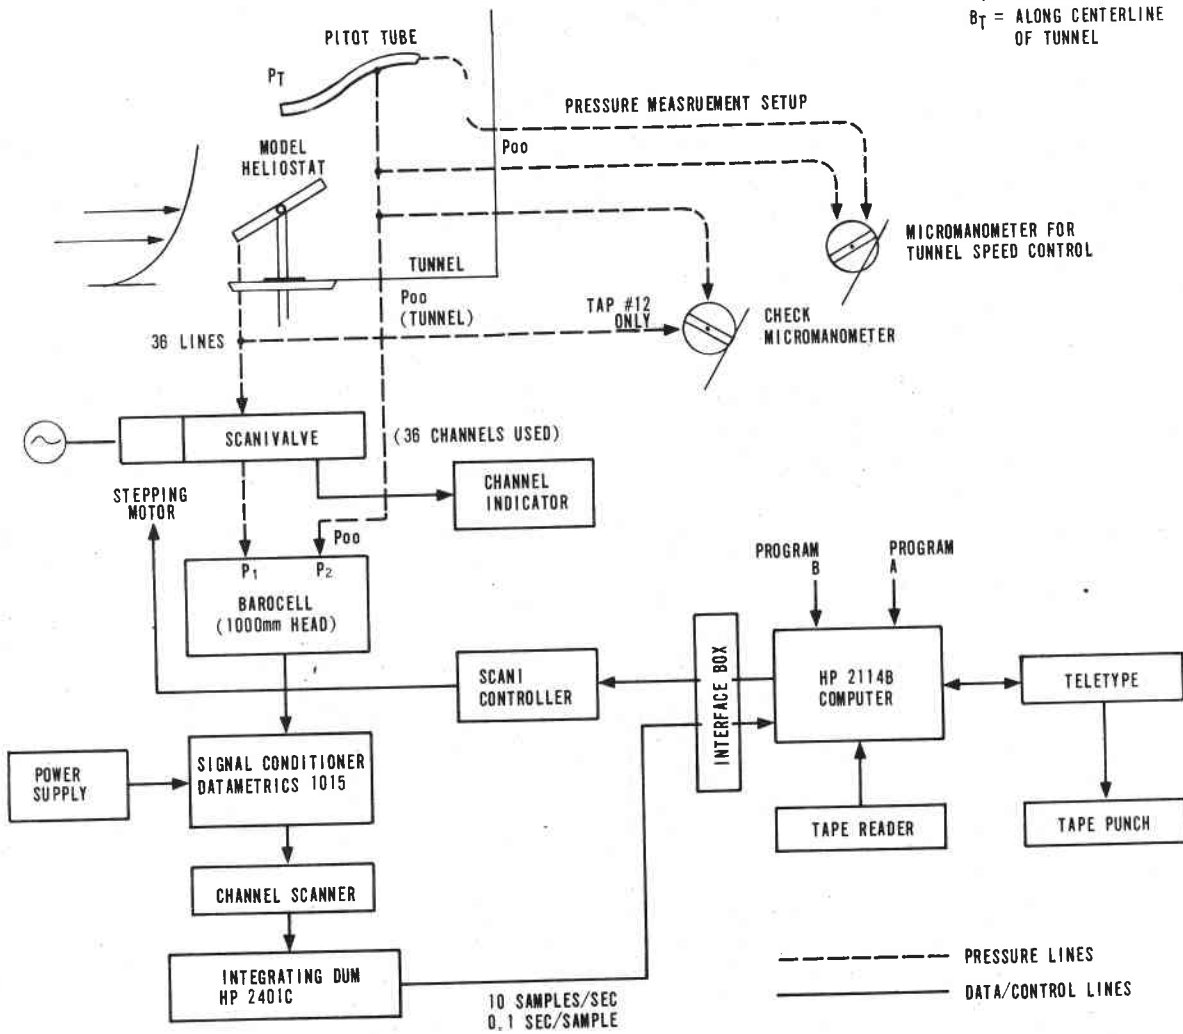 B_T = ALONG CENTERLINE
OF TUNNEL
PITOT TUBE
P_T
PRESSURE MEASRUEMENT SETUP
Poo
MODEL
HELIOSTAT
MICROMANOMETER FOR
TUNNEL SPEED CONTROL
TUNNEL
Poo
(TUNNEL)
TAP #12
ONLY
CHECK
MICROMANOMETER
36 LINES
SCANIVALVE
(36 CHANNELS USED)
CHANNEL
INDICATOR
STEPPING
MOTOR
Poo
P1
P2
BAROCELL
(1000mm HEAD)
PROGRAM
B
PROGRAM
A
SCANI
CONTROLLER
INTERFACE BOX
HP 2114B
COMPUTER
TELETYPE
POWER
SUPPLY
SIGNAL CONDITIONER
DATAMETRICS 1015
TAPE READER
TAPE PUNCH
CHANNEL SCANNER
INTEGRATING DUM
HP 2401C
10 SAMPLES/SEC
0.1 SEC/SAMPLE
PRESSURE LINES
DATA/CONTROL LINES